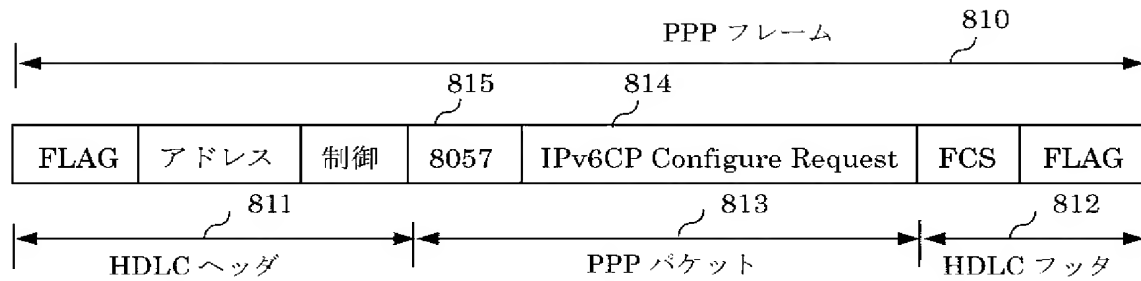 PPP フレーム 810
815 814
FLAG アドレス 制御 8057 IPv6CP Configure Request FCS FLAG
811 813 812
HDLC ヘッダ PPP パケット HDLC フッタ